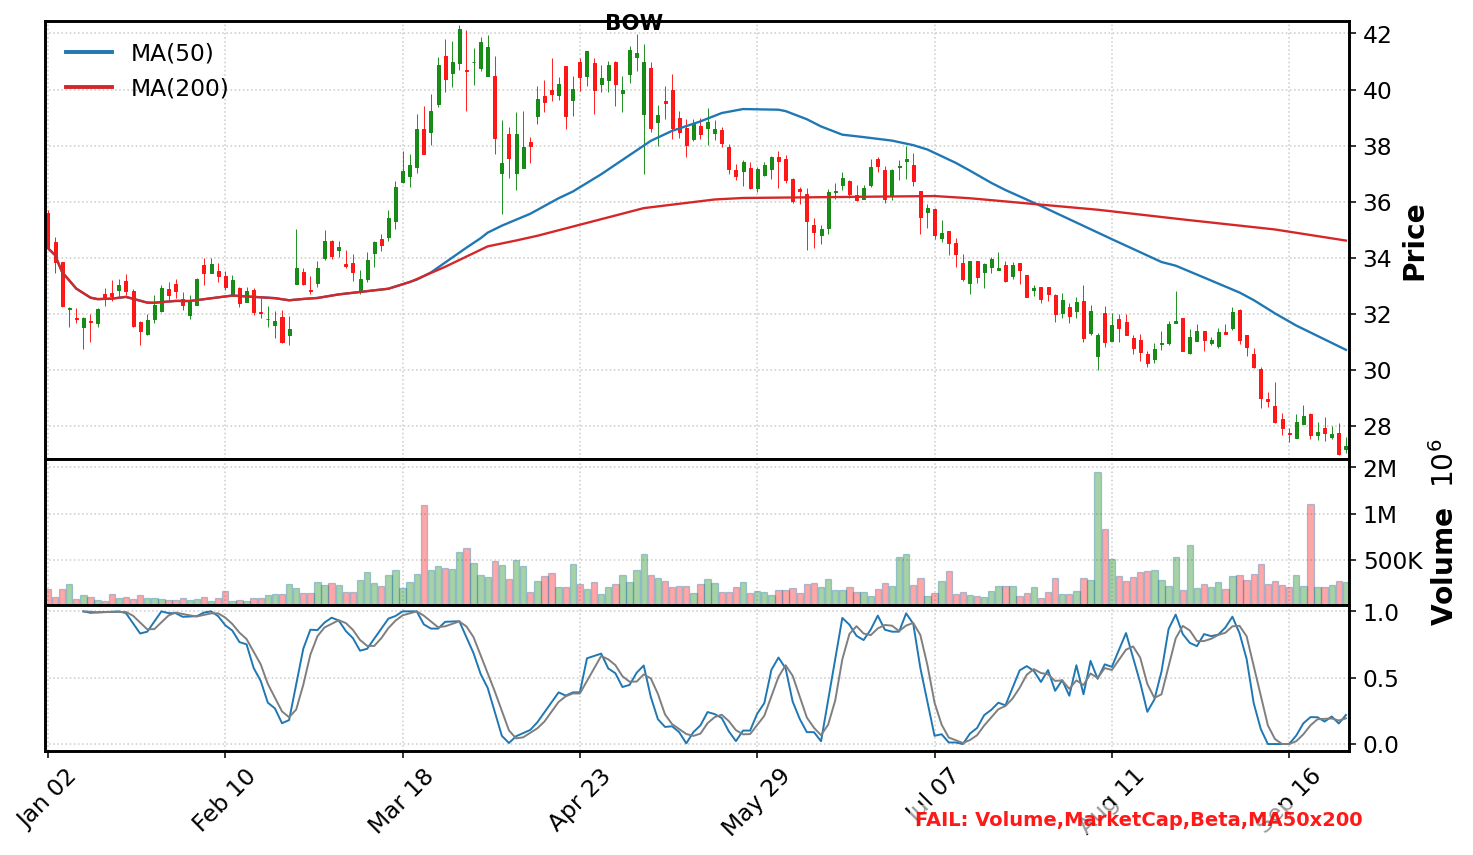 BOW
MA(50)
MA(200)
42
40
38
36
34
32
30
28
Price
2M
1M
500K
Volume 10⁶
1.0
0.5
0.0
Jan 02
Feb 10
Mar 18
Apr 23
May 29
Jul 07
Aug 11
Sep 16
FAIL: Volume,MarketCap,Beta,MA50x200